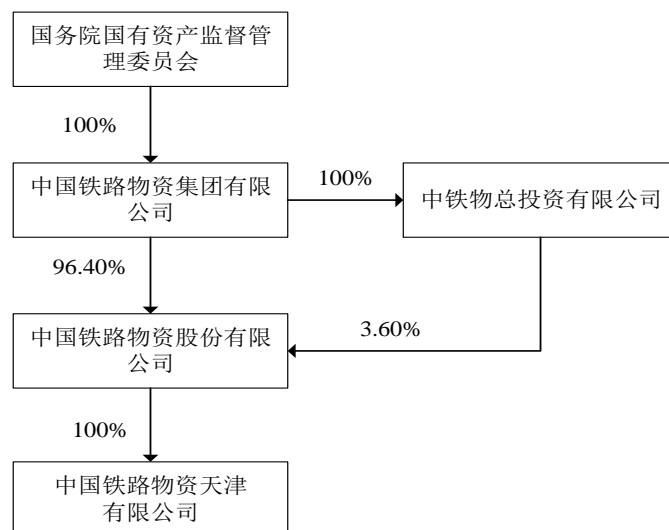 国务院国有资产监督管
理委员会
100%
中国铁路物资集团有限
公司
100%
中铁物总投资有限公司
96.40%
3.60%
中国铁路物资股份有限
公司
100%
中国铁路物资天津
有限公司